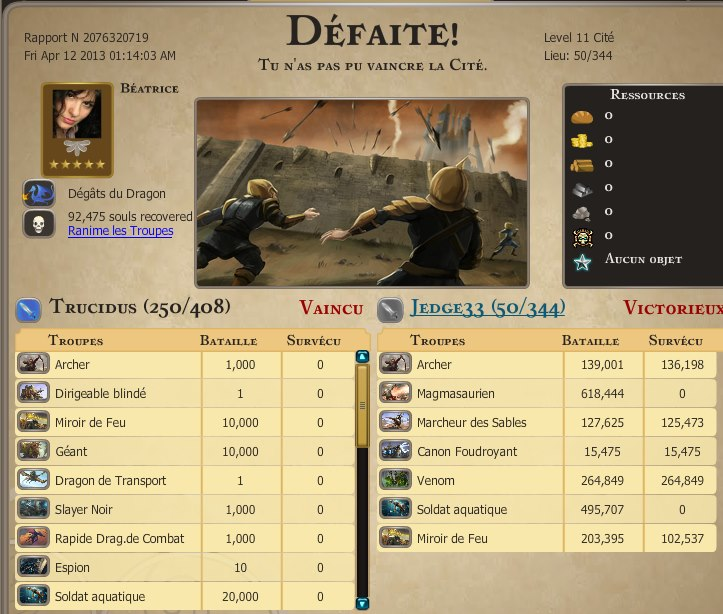 Rapport N 2076320719
Fri Apr 12 2013 01:14:03 AM
Défaite!
Tu n'as pas pu vaincre la Cité.
Level 11 Cité
Lieu: 50/344
Béatrice
Dégâts du Dragon
92,475 souls recovered
Ranime les Troupes
Ressources
0
0
0
0
0
0
Aucun objet
Trucidus (250/408) Vaincu
Troupes Bataille Survécu
Archer 1,000 0
Dirigeable blindé 1 0
Miroir de Feu 10,000 0
Géant 10,000 0
Dragon de Transport 1 0
Slayer Noir 1,000 0
Rapide Drag.de Combat 1,000 0
Espion 10 0
Soldat aquatique 20,000 0
Jedge33 (50/344) Victorieux
Troupes Bataille Survécu
Archer 139,001 136,198
Magmasaurien 618,444 0
Marcheur des Sables 127,625 125,473
Canon Foudroyant 15,475 15,475
Venom 264,849 264,849
Soldat aquatique 495,707 0
Miroir de Feu 203,395 102,537